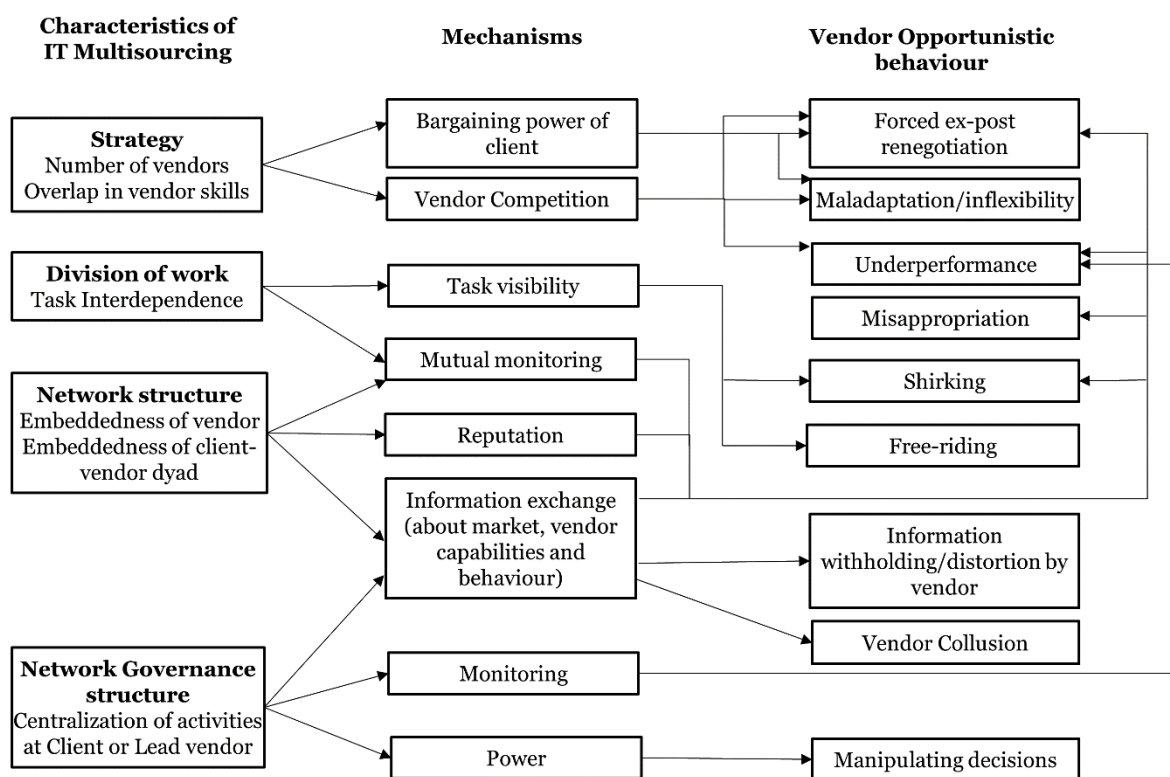 Characteristics of
IT Multisourcing
Mechanisms
Vendor Opportunistic
behaviour
Strategy
Number of vendors
Overlap in vendor skills
Division of work
Task Interdependence
Network structure
Embeddedness of vendor
Embeddedness of client-
vendor dyad
Network Governance
structure
Centralization of activities
at Client or Lead vendor
Bargaining power of
client
Vendor Competition
Task visibility
Mutual monitoring
Reputation
Information exchange
(about market, vendor
capabilities and
behaviour)
Monitoring
Power
Forced ex-post
renegotiation
Maladaptation/inflexibility
Underperformance
Misappropriation
Shirking
Free-riding
Information
withholding/distortion by
vendor
Vendor Collusion
Manipulating decisions